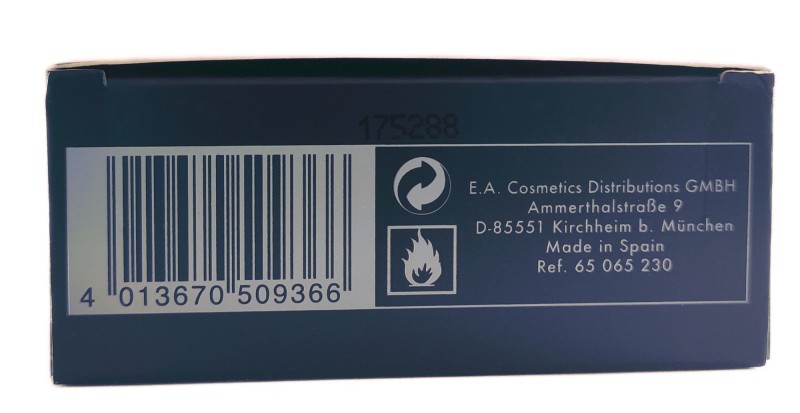 175288
E.A. Cosmetics Distributions GMBH
Ammerthalstraße 9
D-85551 Kirchheim b. München
Made in Spain
Ref. 65 065 230
4 013670 509366